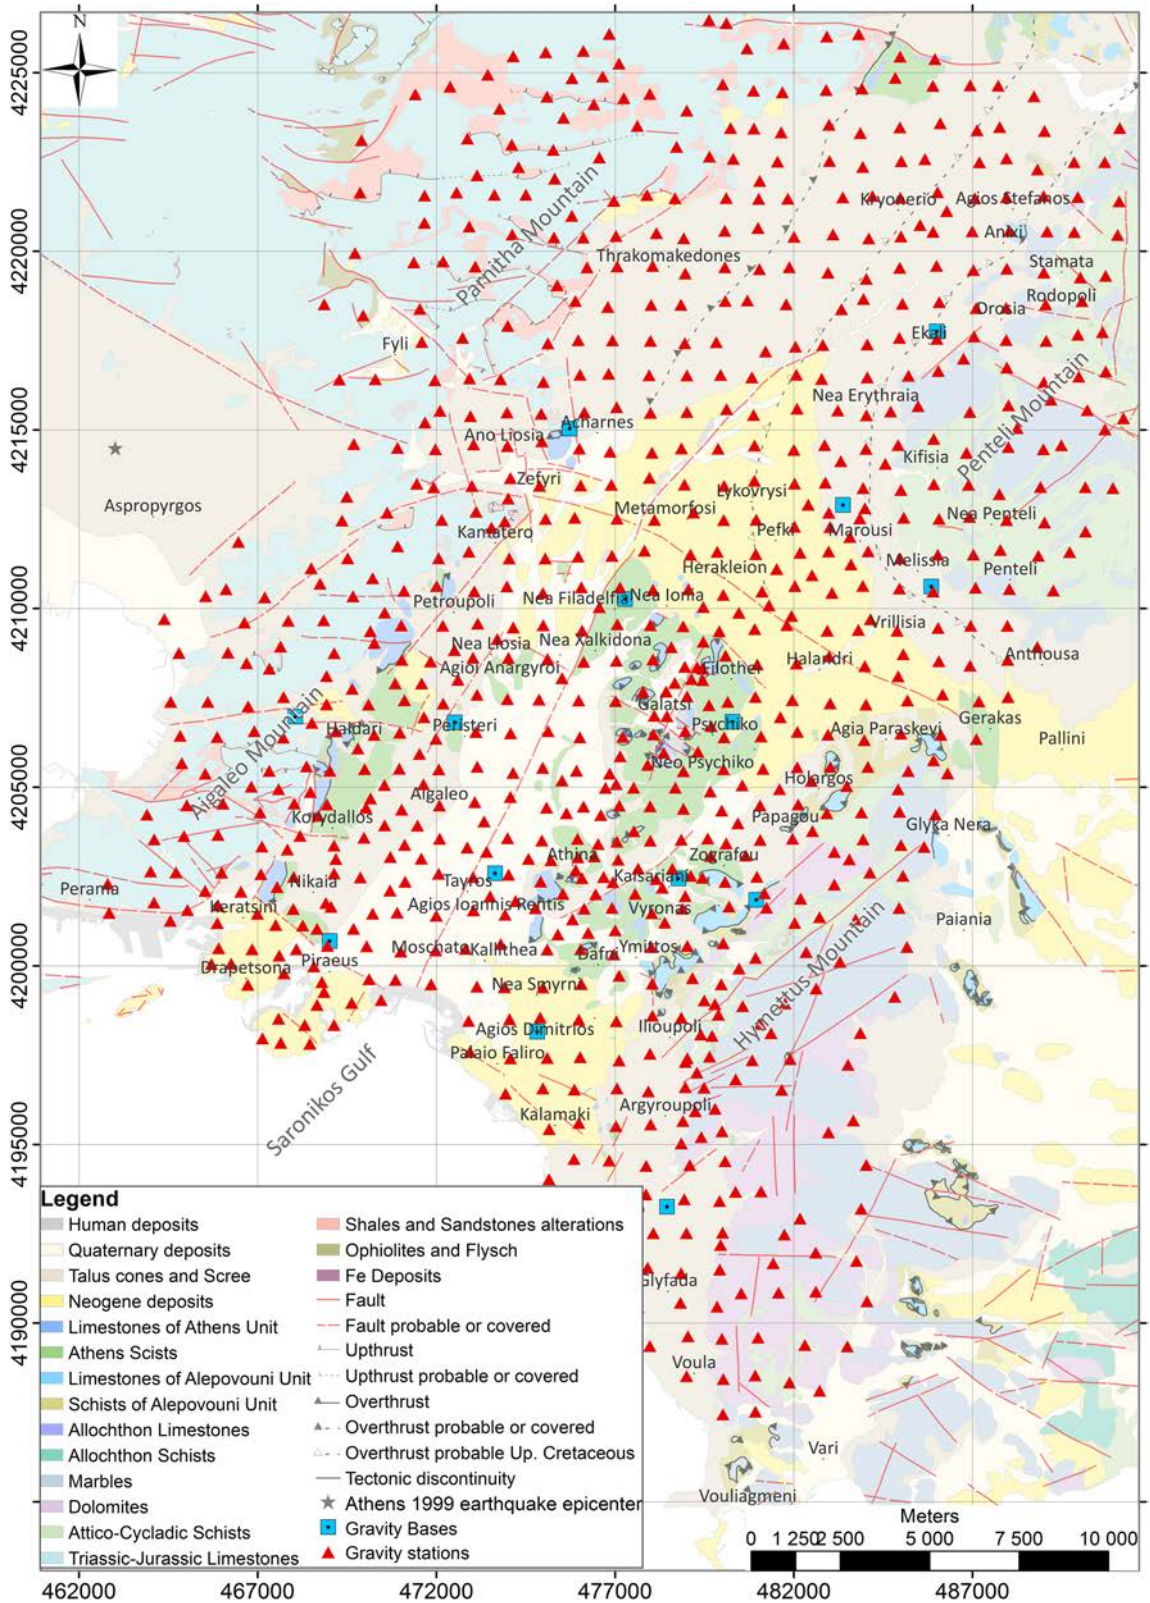 N
4225000
4220000
4215000
4210000
4205000
4200000
4195000
4190000
Parnitha Mountain
Kryonerio
Agios Stefanos
Anixi
Thrakomakedones
Stamata
Rodopoli
Drosia
Ekali
Fyli
Penteli Mountain
Nea Erythraia
Acharnes
Ano Liosia
Kifisia
Zefyri
Lykovrysi
Aspropyrgos
Metamorfosi
Nea Penteli
Kamatero
Pefki
Marousi
Melissia
Herakleion
Penteli
Petroupoli
Nea Filadelfia
Nea Ionia
Vrillisia
Nea Liosia
Nea Xalkidona
Anthousa
Agioi Anargyroi
Filothei
Halandri
Galatsi
Gerakas
Aigaleo Mountain
Haidari
Peristeri
Psychiko
Agia Paraskevi
Pallini
Neo Psychiko
Holargos
Aigaleo
Korydallos
Papagou
Glyka Nera
Athina
Zografou
Perama
Nikaia
Tavros
Kaisariani
Keratsini
Agios Ioannis Rentis
Vyronas
Paiania
Moschato
Kallithea
Dafni
Ymittos
Drapetsona
Piraeus
Nea Smyrni
Hymettus Mountain
Agios Dimitrios
Ilioupoli
Palaio Faliro
Saronikos Gulf
Kalamaki
Argyroupoli
Glyfada
Voula
Vari
Vouliagmeni
Legend
Human deposits
Quaternary deposits
Talus cones and Scree
Neogene deposits
Limestones of Athens Unit
Athens Scists
Limestones of Alepovouni Unit
Schists of Alepovouni Unit
Allochthon Limestones
Allochthon Schists
Marbles
Dolomites
Attico-Cycladic Schists
Triassic-Jurassic Limestones
Shales and Sandstones alterations
Ophiolites and Flysch
Fe Deposits
Fault
Fault probable or covered
Upthrust
Upthrust probable or covered
Overthrust
Overthrust probable or covered
Overthrust probable Up. Cretaceous
Tectonic discontinuity
Athens 1999 earthquake epicenter
Gravity Bases
Gravity stations
Meters
0 1 250 2 500 5 000 7 500 10 000
462000 467000 472000 477000 482000 487000